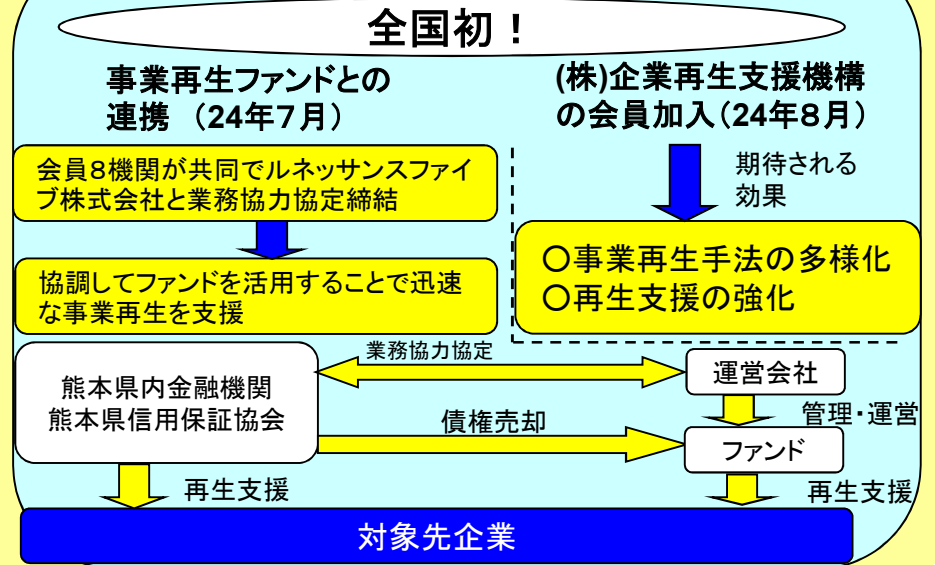 全国初！
事業再生ファンドとの
連携　（24年７月）
会員８機関が共同でルネッサンスファイ
ブ株式会社と業務協力協定締結
協調してファンドを活用することで迅速
な事業再生を支援
(株)企業再生支援機構
の会員加入（24年８月）
期待される
効果
〇事業再生手法の多様化
〇再生支援の強化
業務協力協定
熊本県内金融機関
熊本県信用保証協会
運営会社
管理・運営
債権売却
ファンド
再生支援
再生支援
対象先企業